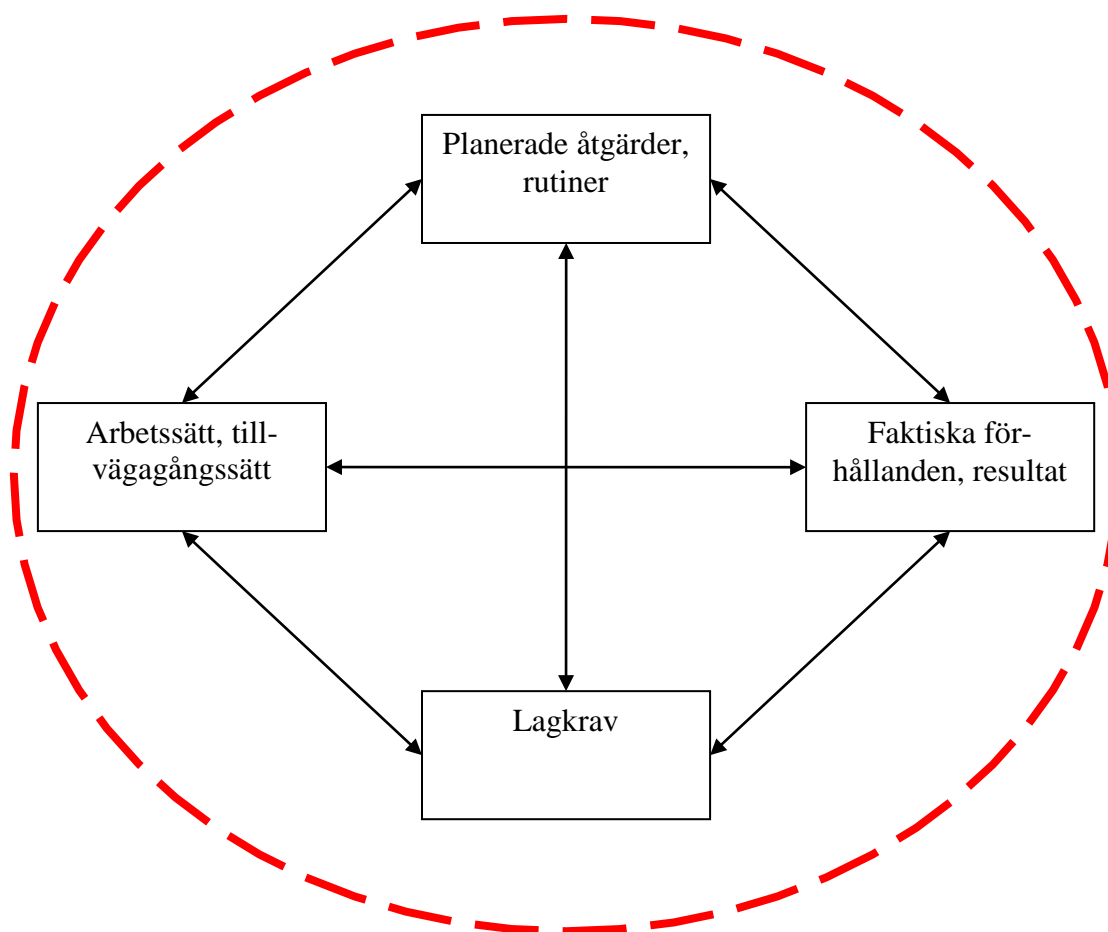 Planerade åtgärder,
rutiner
Arbetssätt, till-
vägagångssätt
Faktiska för-
hållanden, resultat
Lagkrav